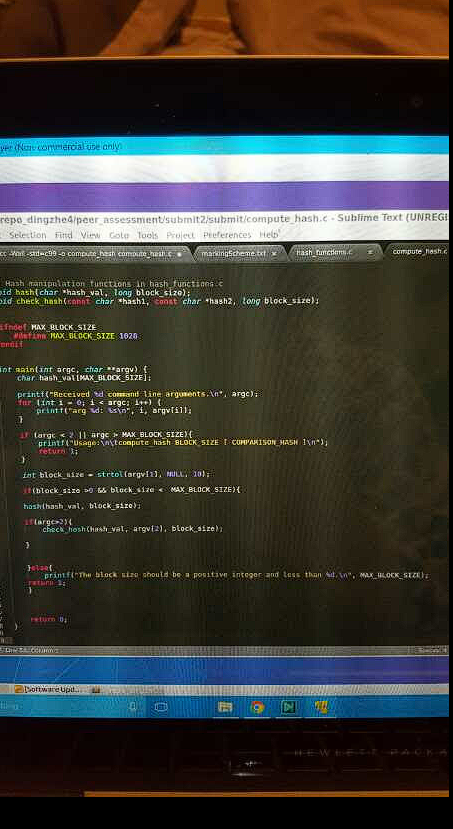 yer (Non-commercial use only)
repo_dingzhe4/peer_assessment/submit2/submit/compute_hash.c - Sublime Text (UNREGI
Selection Find View Goto Tools Project Preferences Help
cc -Wall -std=c99 -o compute_hash compute_hash.c markingScheme.txt × hash_functions.c × compute_hash.c
Hash manipulation functions in hash_functions.c
oid hash(char *hash_val, long block_size);
oid check_hash(const char *hash1, const char *hash2, long block_size);
ifndef MAX_BLOCK_SIZE
#define MAX_BLOCK_SIZE 1024
endif
int main(int argc, char **argv) {
char hash_val[MAX_BLOCK_SIZE];
printf("Received %d command line arguments.\n", argc);
for (int i = 0; i < argc; i++) {
printf("arg %d: %s\n", i, argv[i]);
}
if (argc < 2 || argc > MAX_BLOCK_SIZE){
printf("Usage:\n\tcompute_hash BLOCK_SIZE [ COMPARISON_HASH ]\n");
return 1;
}
int block_size = strtol(argv[1], NULL, 10);
if(block_size >0 && block_size < MAX_BLOCK_SIZE){
hash(hash_val, block_size);
if(argc>2){
check_hash(hash_val, argv[2], block_size);
}
}else{
printf("The block size should be a positive integer and less than %d.\n", MAX_BLOCK_SIZE);
return 1;
}
return 0;
}
[Software Upd...
HEWLETT PACKA